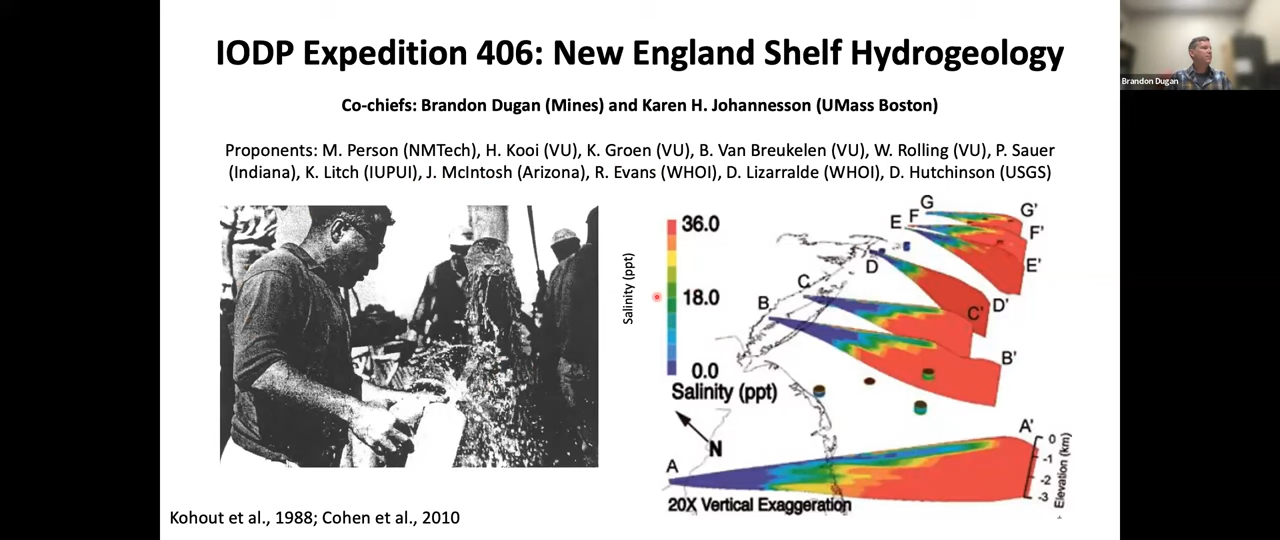 IODP Expedition 406: New England Shelf Hydrogeology
Brandon Dugan
Co-chiefs: Brandon Dugan (Mines) and Karen H. Johannesson (UMass Boston)
Proponents: M. Person (NMTech), H. Kooi (VU), K. Groen (VU), B. Van Breukelen (VU), W. Rolling (VU), P. Sauer
(Indiana), K. Litch (IUPUI), J. McIntosh (Arizona), R. Evans (WHOI), D. Lizarralde (WHOI), D. Hutchinson (USGS)
Salinity (ppt)
36.0
18.0
0.0
Salinity (ppt)
N
G
G'
F
F'
E
E'
D
D'
C
C'
B
B'
A
A'
0
-1
-2
-3
Elevation (km)
20X Vertical Exaggeration
Kohout et al., 1988; Cohen et al., 2010